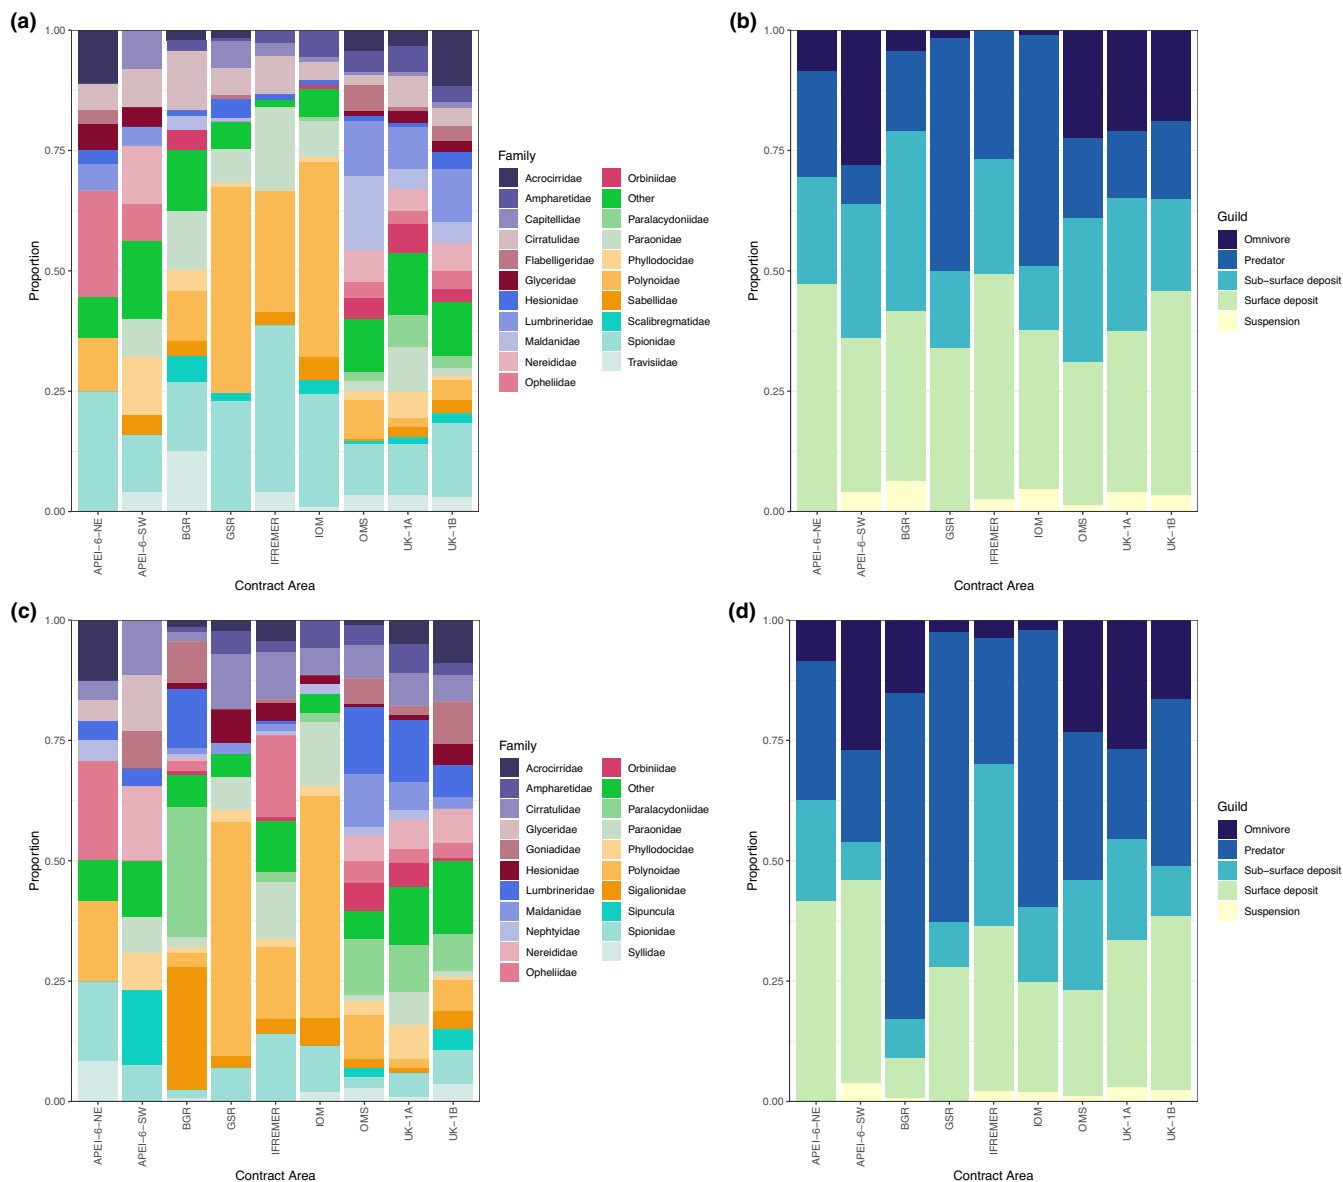 (a)
1.00
0.75
0.50
0.25
0.00
Proportion
APEI-6-NE
APEI-6-SW
BGR
GSR
IFREMER
IOM
OMS
UK-1A
UK-1B
Contract Area
Family
Acrocirridae
Ampharetidae
Capitellidae
Cirratulidae
Flabelligeridae
Glyceridae
Hesionidae
Lumbrineridae
Maldanidae
Nereididae
Opheliidae
Orbiniidae
Other
Paralacydoniidae
Paraonidae
Phyllodocidae
Polynoidae
Sabellidae
Scalibregmatidae
Spionidae
Travisiidae
(b)
1.00
0.75
0.50
0.25
0.00
Proportion
APEI-6-NE
APEI-6-SW
BGR
GSR
IFREMER
IOM
OMS
UK-1A
UK-1B
Contract Area
Guild
Omnivore
Predator
Sub-surface deposit
Surface deposit
Suspension
(c)
1.00
0.75
0.50
0.25
0.00
Proportion
APEI-6-NE
APEI-6-SW
BGR
GSR
IFREMER
IOM
OMS
UK-1A
UK-1B
Contract Area
Family
Acrocirridae
Ampharetidae
Cirratulidae
Glyceridae
Goniadidae
Hesionidae
Lumbrineridae
Maldanidae
Nephtyidae
Nereididae
Opheliidae
Orbiniidae
Other
Paralacydoniidae
Paraonidae
Phyllodocidae
Polynoidae
Sigalionidae
Sipuncula
Spionidae
Syllidae
(d)
1.00
0.75
0.50
0.25
0.00
Proportion
APEI-6-NE
APEI-6-SW
BGR
GSR
IFREMER
IOM
OMS
UK-1A
UK-1B
Contract Area
Guild
Omnivore
Predator
Sub-surface deposit
Surface deposit
Suspension